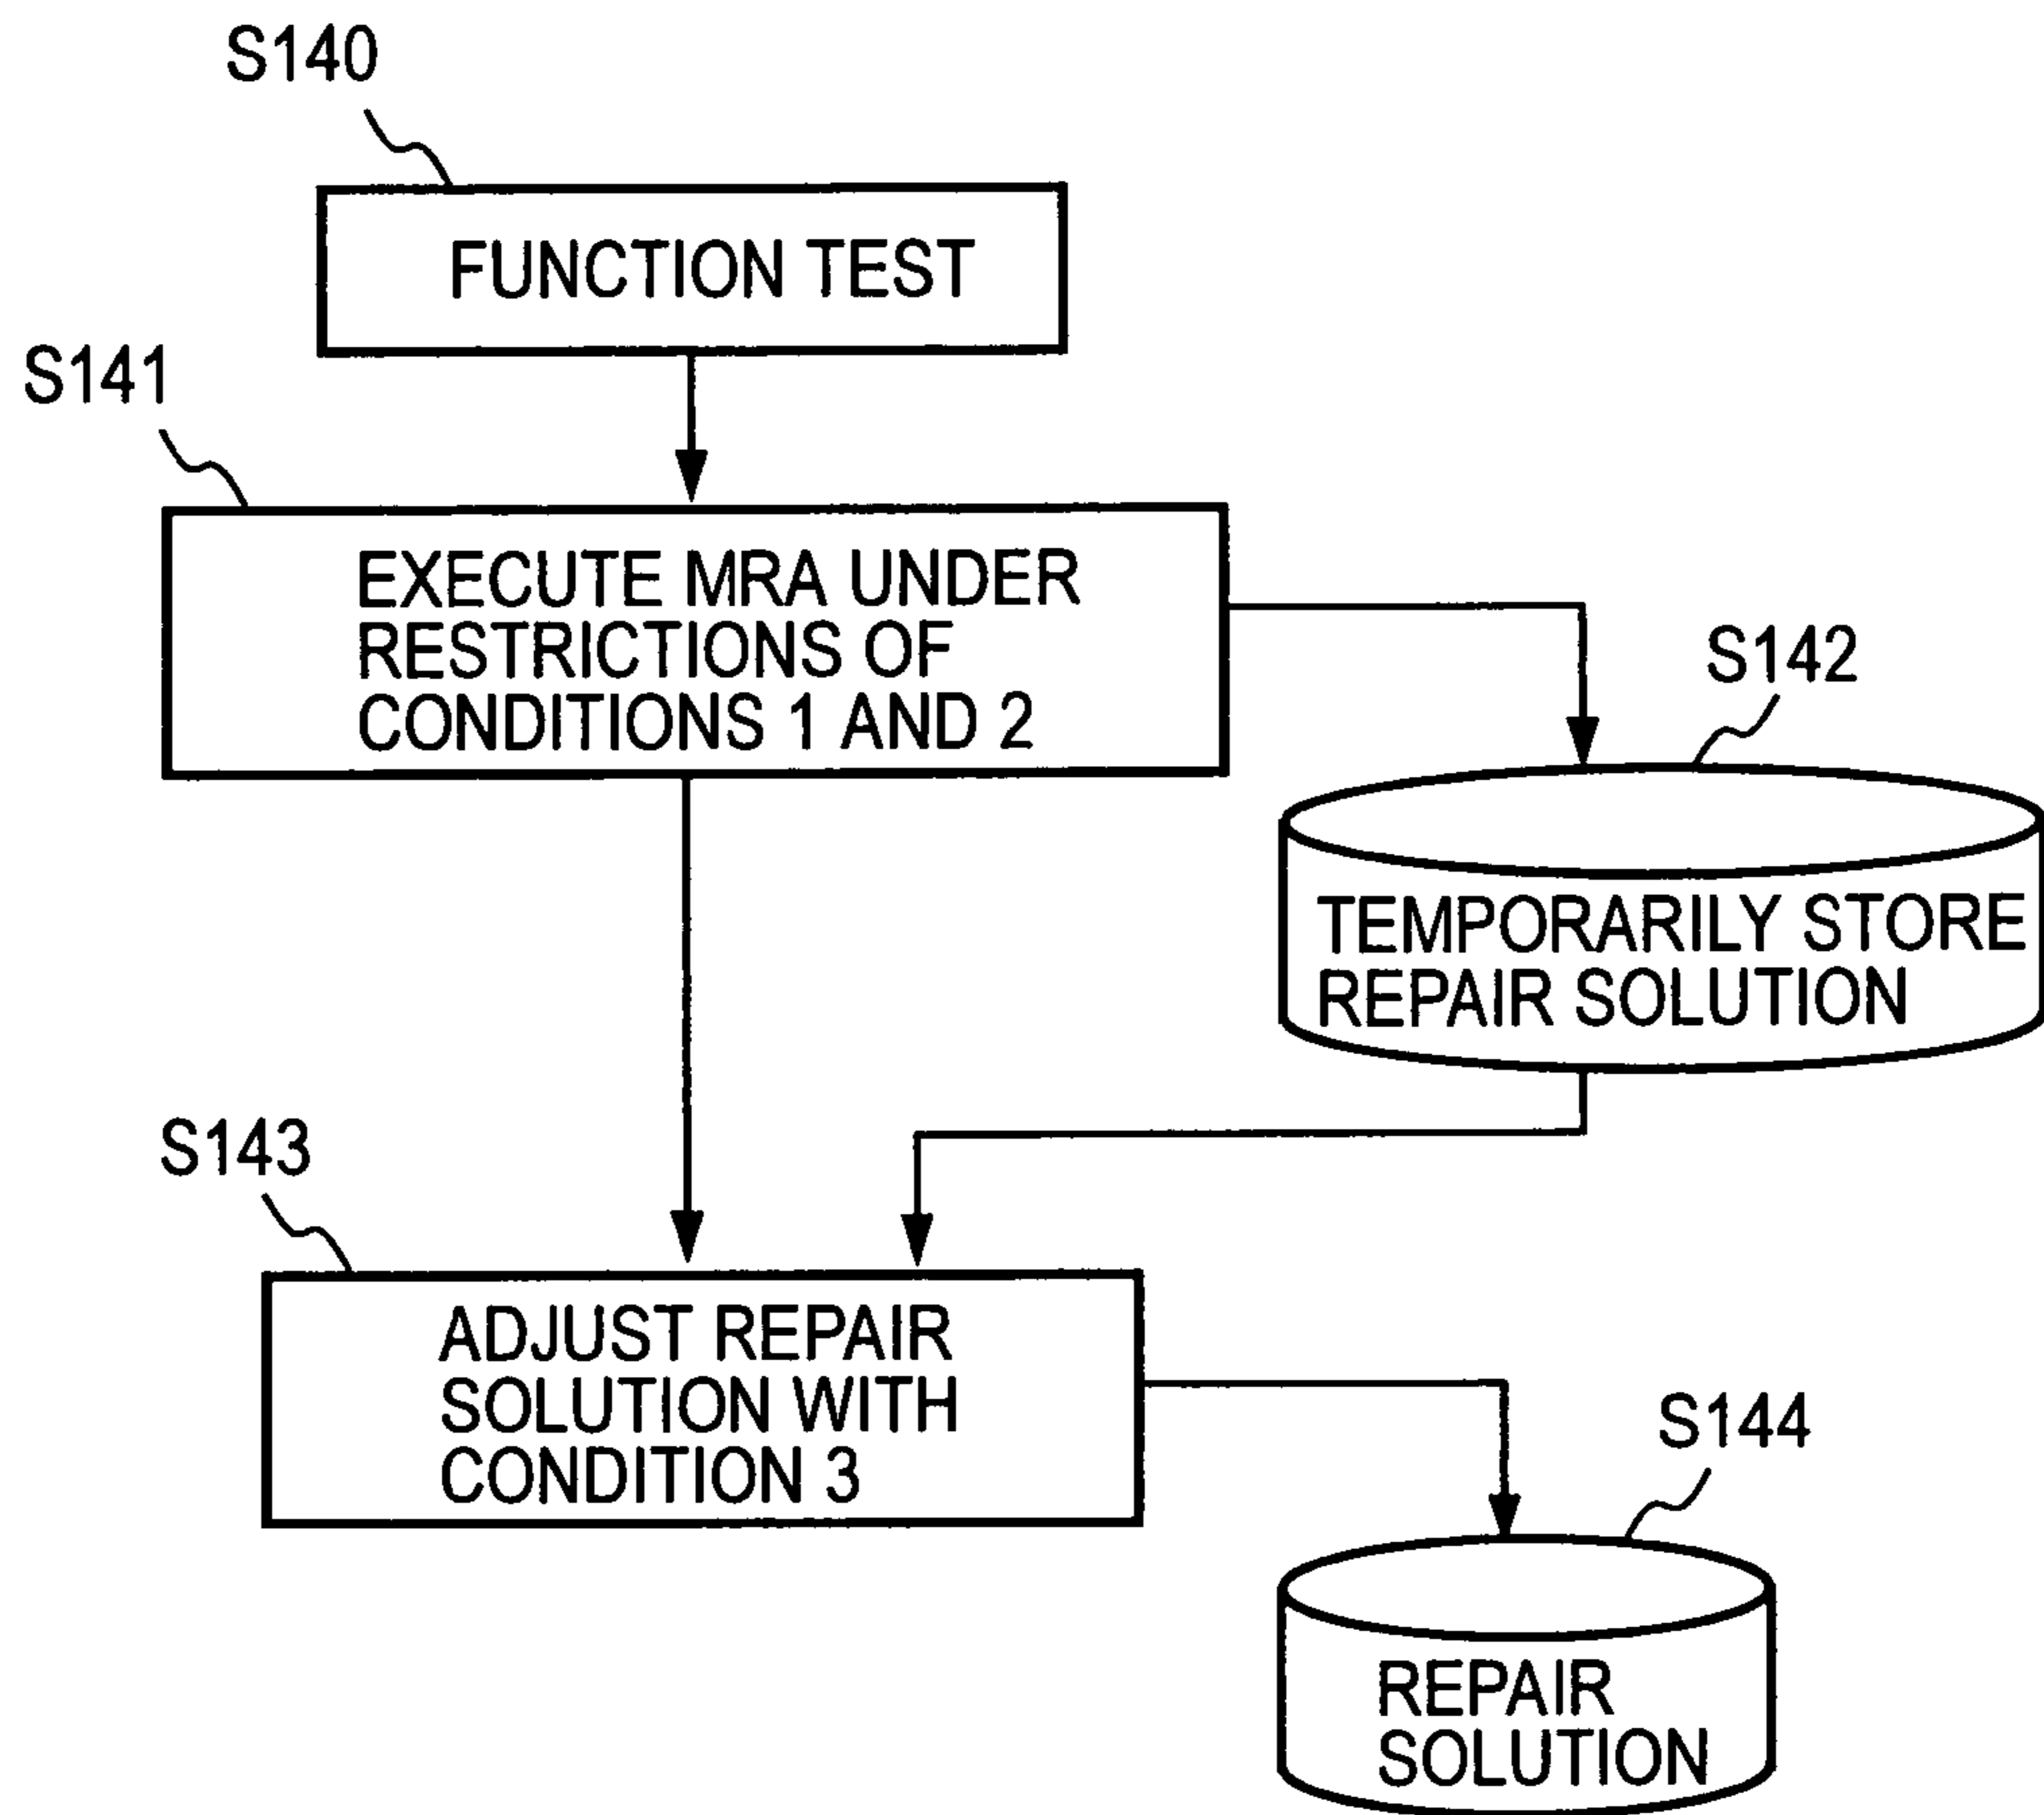 S140
FUNCTION TEST
S141
EXECUTE MRA UNDER
RESTRICTIONS OF
CONDITIONS 1 AND 2
S142
TEMPORARILY STORE
REPAIR SOLUTION
S143
ADJUST REPAIR
SOLUTION WITH
CONDITION 3
S144
REPAIR
SOLUTION